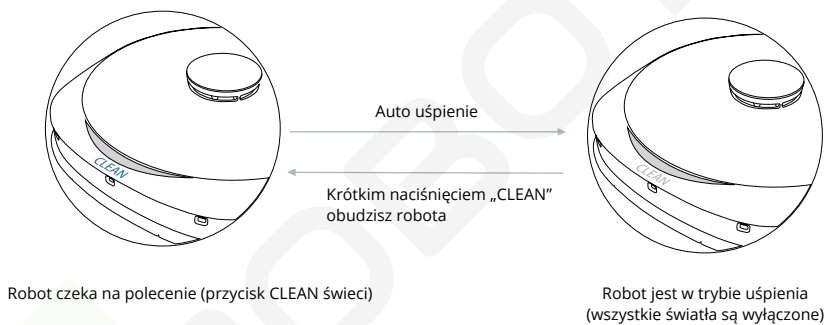 Auto uśpienie
CLEAN
CLEAN
Krótkim naciśnięciem „CLEAN”
obudzisz robota
Robot czeka na polecenie (przycisk CLEAN świeci)
Robot jest w trybie uśpienia
(wszystkie światła są wyłączone)